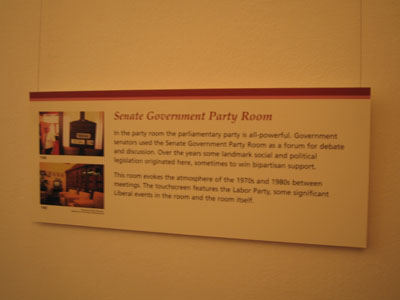 Senate Government Party Room
In the party room the parliamentary party is all-powerful. Government
senators used the Senate Government Party Room as a forum for debate
and discussion. Over the years some landmark social and political
legislation originated here, sometimes to win bipartisan support.
This room evokes the atmosphere of the 1970s and 1980s between
meetings. The touchscreen features the Labor Party, some significant
Liberal events in the room and the room itself.